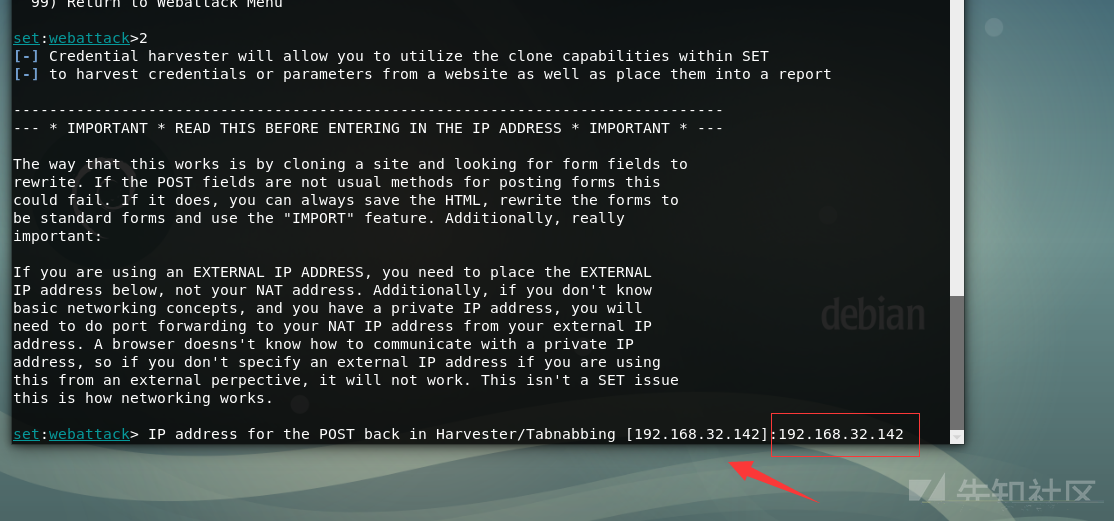 99) Return to Webattack Menu
set:webattack>2
[-] Credential harvester will allow you to utilize the clone capabilities within SET
[-] to harvest credentials or parameters from a website as well as place them into a report
-------------------------------------------------------------------------------
--- * IMPORTANT * READ THIS BEFORE ENTERING IN THE IP ADDRESS * IMPORTANT * ---
The way that this works is by cloning a site and looking for form fields to
rewrite. If the POST fields are not usual methods for posting forms this
could fail. If it does, you can always save the HTML, rewrite the forms to
be standard forms and use the "IMPORT" feature. Additionally, really
important:
If you are using an EXTERNAL IP ADDRESS, you need to place the EXTERNAL
IP address below, not your NAT address. Additionally, if you don't know
basic networking concepts, and you have a private IP address, you will
need to do port forwarding to your NAT IP address from your external IP
address. A browser doesns't know how to communicate with a private IP
address, so if you don't specify an external IP address if you are using
this from an external perpective, it will not work. This isn't a SET issue
this is how networking works.
debian
set:webattack> IP address for the POST back in Harvester/Tabnabbing [192.168.32.142]:192.168.32.142
先知社区